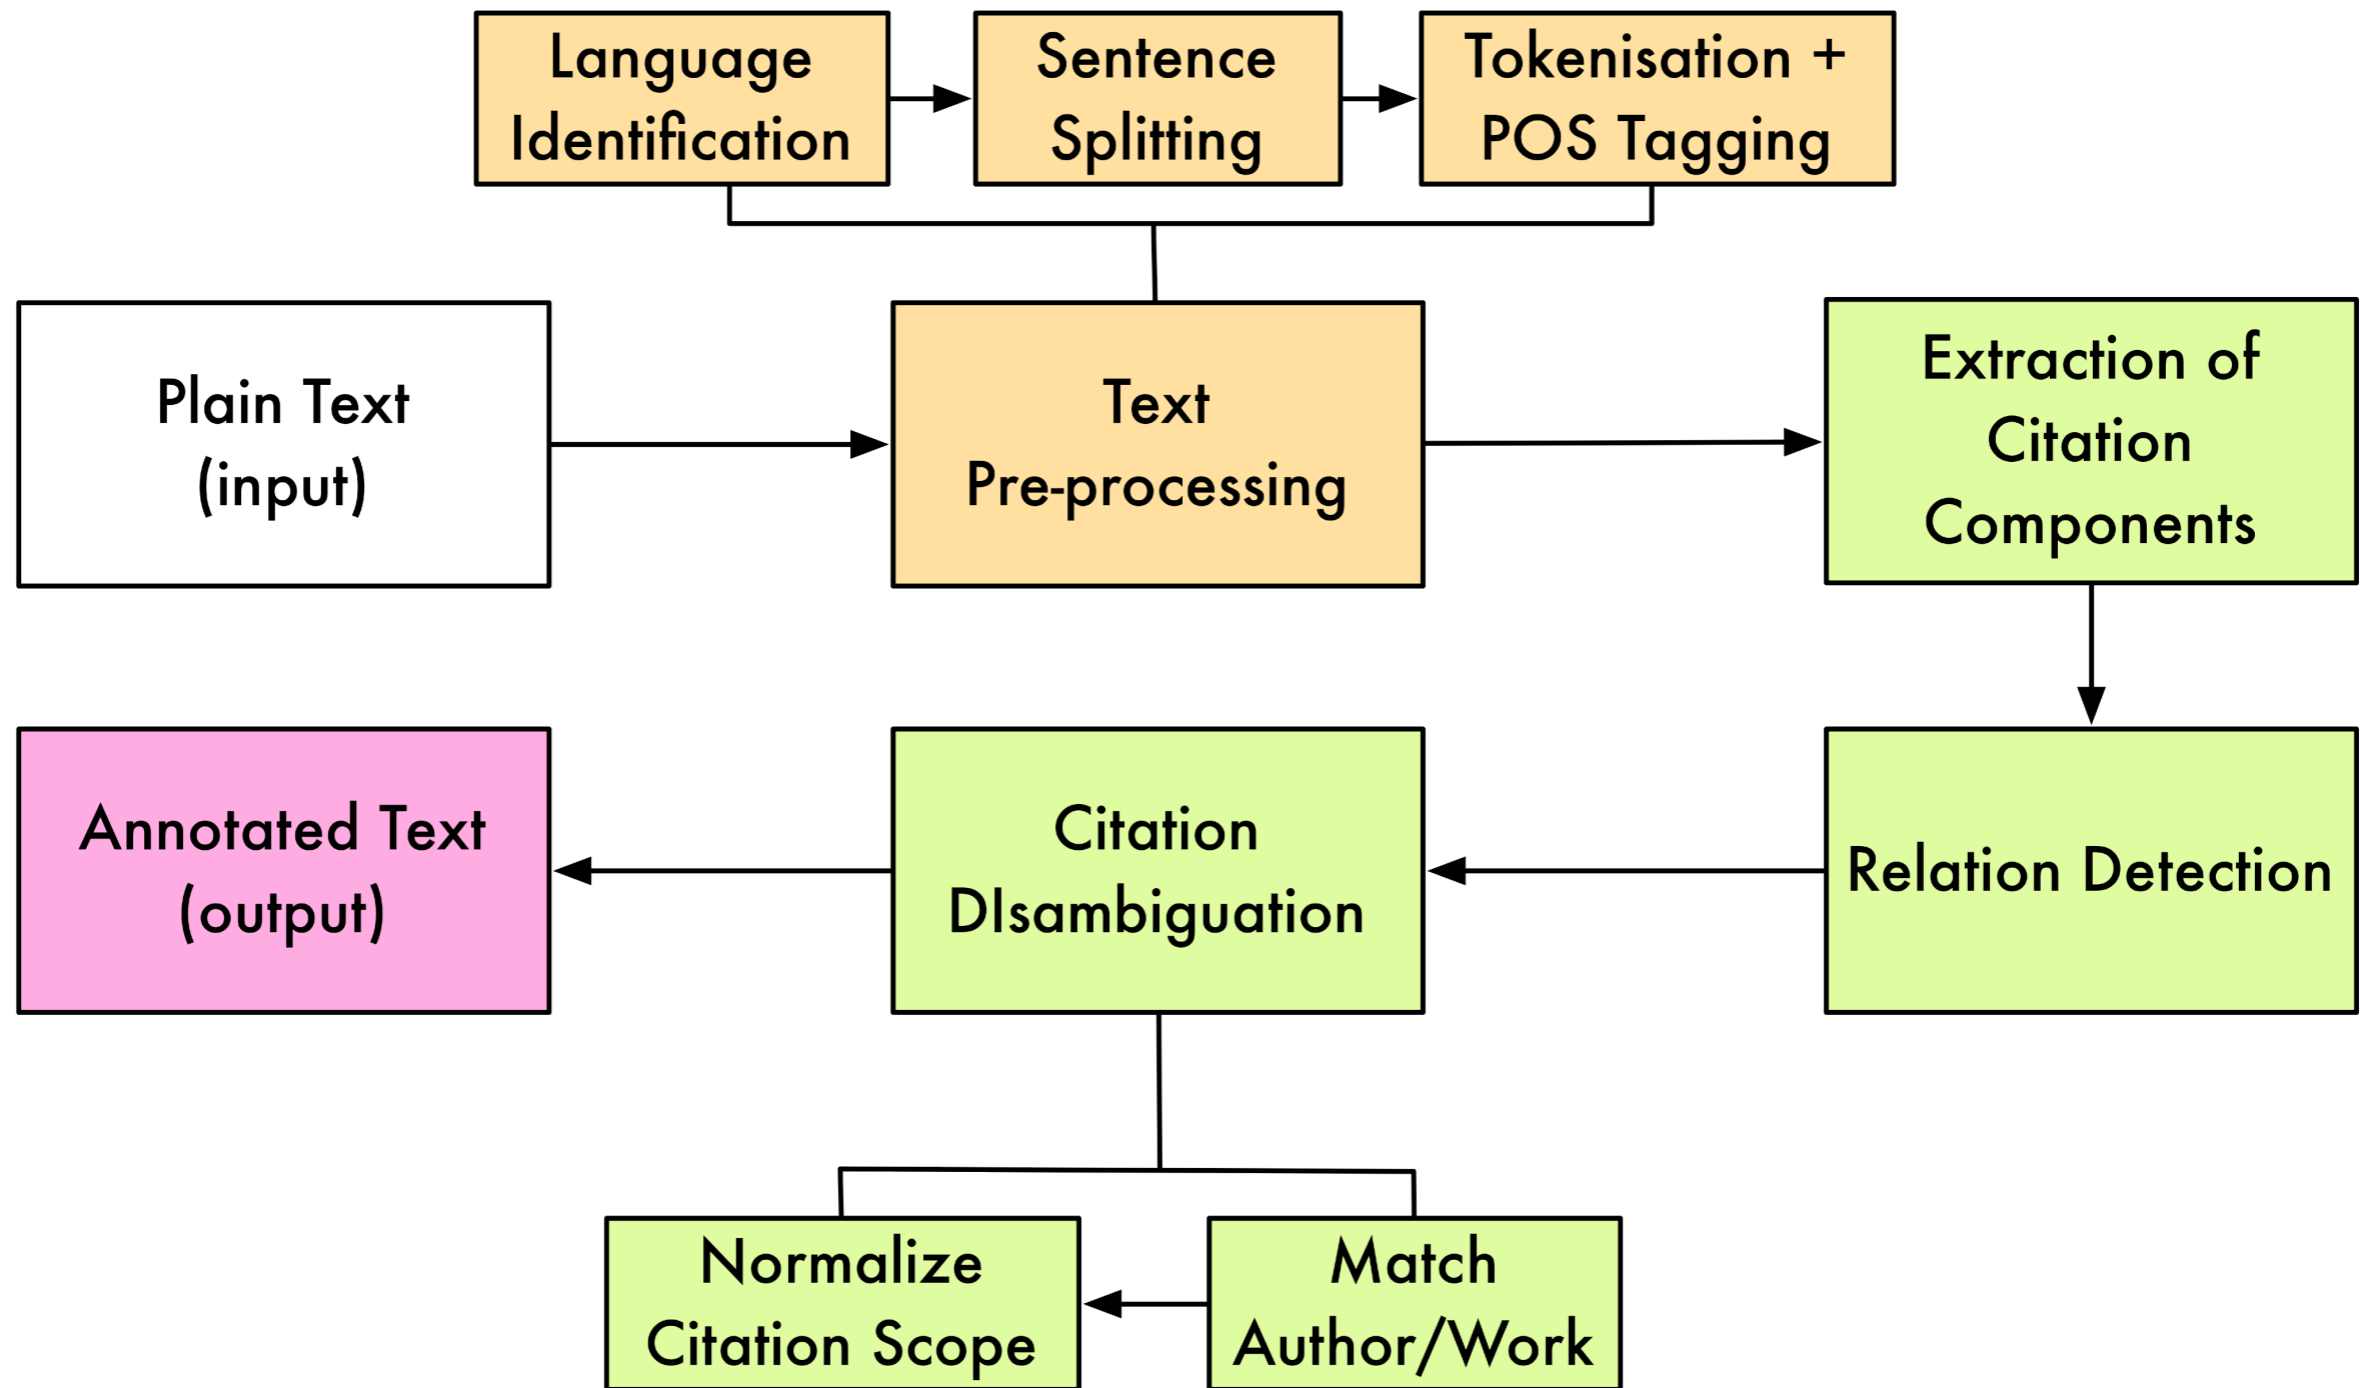 Language
Identification
Sentence
Splitting
Tokenisation +
POS Tagging
Plain Text
(input)
Text
Pre-processing
Extraction of
Citation
Components
Annotated Text
(output)
Citation
DIsambiguation
Relation Detection
Normalize
Citation Scope
Match
Author/Work